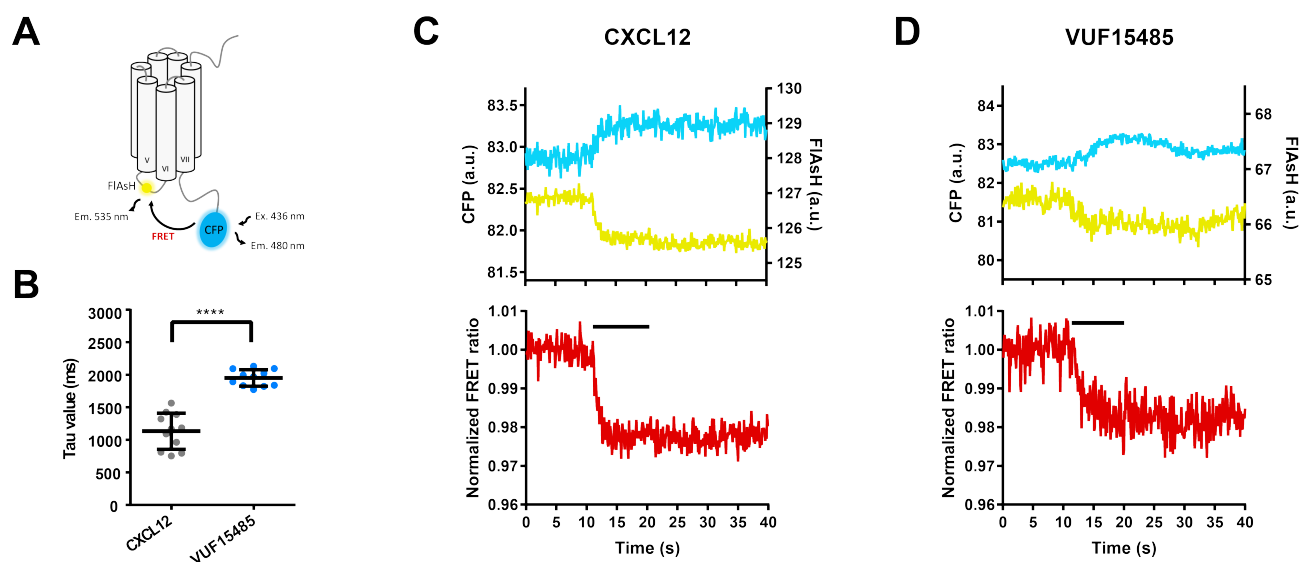 A
V
VI
VII
FlAsH
Em. 535 nm
FRET
CFP
Ex. 436 nm
Em. 480 nm
B
****
Tau value (ms)
3000
2500
2000
1500
1000
500
0
CXCL12
VUF15485
C
CXCL12
CFP (a.u.)
83.5
83.0
82.5
82.0
81.5
FlAsH (a.u.)
130
129
128
127
126
125
Normalized FRET ratio
1.01
1.00
0.99
0.98
0.97
0.96
0 5 10 15 20 25 30 35 40
Time (s)
D
VUF15485
CFP (a.u.)
84
83
82
81
80
FlAsH (a.u.)
68
67
66
65
Normalized FRET ratio
1.01
1.00
0.99
0.98
0.97
0.96
0 5 10 15 20 25 30 35 40
Time (s)